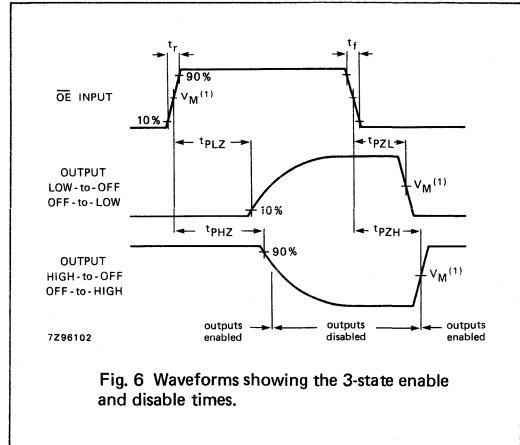 tr
tf
90%
OE INPUT
VM(1)
10%
tPLZ
tPZL
OUTPUT
LOW-to-OFF
OFF-to-LOW
VM(1)
10%
tPHZ
tPZH
90%
OUTPUT
HIGH-to-OFF
OFF-to-HIGH
VM(1)
outputs enabled
outputs disabled
outputs enabled
7Z96102
Fig. 6 Waveforms showing the 3-state enable
and disable times.